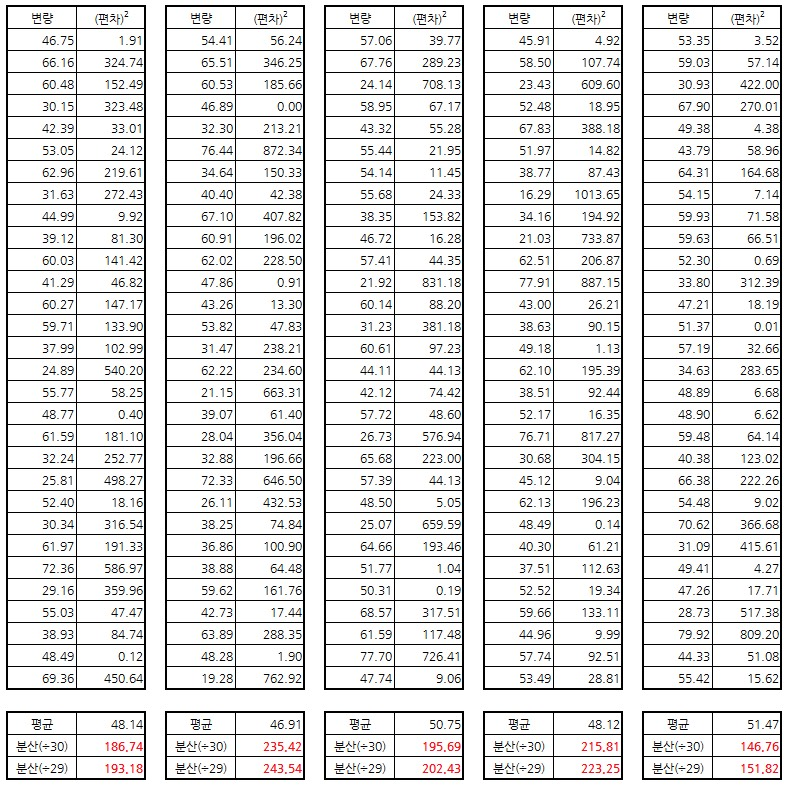 변량 (편차)² 변량 (편차)² 변량 (편차)² 변량 (편차)² 변량 (편차)²
46.75 1.91 54.41 56.24 57.06 39.77 45.91 4.92 53.35 3.52
66.16 324.74 65.51 346.25 67.76 289.23 58.50 107.74 59.03 57.14
60.48 152.49 60.53 185.66 24.14 708.13 23.43 609.60 30.93 422.00
30.15 323.48 46.89 0.00 58.95 67.17 52.48 18.95 67.90 270.01
42.39 33.01 32.30 213.21 43.32 55.28 67.83 388.18 49.38 4.38
53.05 24.12 76.44 872.34 55.44 21.95 51.97 14.82 43.79 58.96
62.96 219.61 34.64 150.33 54.14 11.45 38.77 87.43 64.31 164.68
31.63 272.43 40.40 42.38 55.68 24.33 16.29 1013.65 54.15 7.14
44.99 9.92 67.10 407.82 38.35 153.82 34.16 194.92 59.93 71.58
39.12 81.30 60.91 196.02 46.72 16.28 21.03 733.87 59.63 66.51
60.03 141.42 62.02 228.50 57.41 44.35 62.51 206.87 52.30 0.69
41.29 46.82 47.86 0.91 21.92 831.18 77.91 887.15 33.80 312.39
60.27 147.17 43.26 13.30 60.14 88.20 43.00 26.21 47.21 18.19
59.71 133.90 53.82 47.83 31.23 381.18 38.63 90.15 51.37 0.01
37.99 102.99 31.47 238.21 60.61 97.23 49.18 1.13 57.19 32.66
24.89 540.20 62.22 234.60 44.11 44.13 62.10 195.39 34.63 283.65
55.77 58.25 21.15 663.31 42.12 74.42 38.51 92.44 48.89 6.68
48.77 0.40 39.07 61.40 57.72 48.60 52.17 16.35 48.90 6.62
61.59 181.10 28.04 356.04 26.73 576.94 76.71 817.27 59.48 64.14
32.24 252.77 32.88 196.66 65.68 223.00 30.68 304.15 40.38 123.02
25.81 498.27 72.33 646.50 57.39 44.13 45.12 9.04 66.38 222.26
52.40 18.16 26.11 432.53 48.50 5.05 62.13 196.23 54.48 9.02
30.34 316.54 38.25 74.84 25.07 659.59 48.49 0.14 70.62 366.68
61.97 191.33 36.86 100.90 64.66 193.46 40.30 61.21 31.09 415.61
72.36 586.97 38.88 64.48 51.77 1.04 37.51 112.63 49.41 4.27
29.16 359.96 59.62 161.76 50.31 0.19 52.52 19.34 47.26 17.71
55.03 47.47 42.73 17.44 68.57 317.51 59.66 133.11 28.73 517.38
38.93 84.74 63.89 288.35 61.59 117.48 44.96 9.99 79.92 809.20
48.49 0.12 48.28 1.90 77.70 726.41 57.74 92.51 44.33 51.08
69.36 450.64 19.28 762.92 47.74 9.06 53.49 28.81 55.42 15.62
평균 48.14 평균 46.91 평균 50.75 평균 48.12 평균 51.47
분산(÷30) 186.74 분산(÷30) 235.42 분산(÷30) 195.69 분산(÷30) 215.81 분산(÷30) 146.76
분산(÷29) 193.18 분산(÷29) 243.54 분산(÷29) 202.43 분산(÷29) 223.25 분산(÷29) 151.82